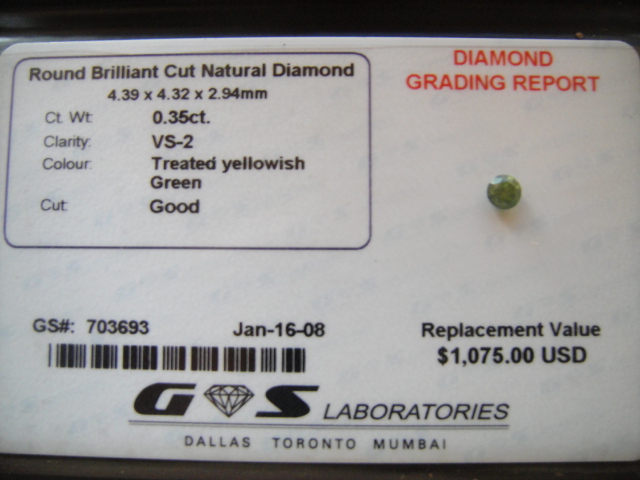 Round Brilliant Cut Natural Diamond
4.39 x 4.32 x 2.94mm
Ct. Wt: 0.35ct.
Clarity: VS-2
Colour: Treated yellowish
Green
Cut: Good
DIAMOND
GRADING REPORT
GS#: 703693 Jan-16-08
Replacement Value
$1,075.00 USD
G S LABORATORIES
DALLAS TORONTO MUMBAI